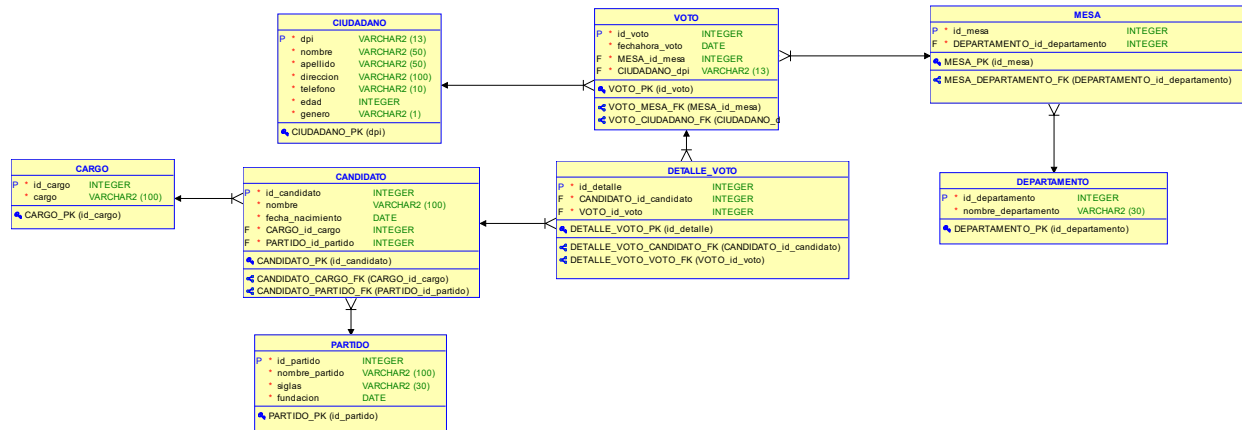 CIUDADANO
P * dpi VARCHAR2 (13)
* nombre VARCHAR2 (50)
* apellido VARCHAR2 (50)
* direccion VARCHAR2 (100)
* telefono VARCHAR2 (10)
* edad INTEGER
* genero VARCHAR2 (1)
CIUDADANO_PK (dpi)
VOTO
P * id_voto INTEGER
* fechahora_voto DATE
F * MESA_id_mesa INTEGER
F * CIUDADANO_dpi VARCHAR2 (13)
VOTO_PK (id_voto)
VOTO_MESA_FK (MESA_id_mesa)
VOTO_CIUDADANO_FK (CIUDADANO_d
MESA
P * id_mesa INTEGER
F * DEPARTAMENTO_id_departamento INTEGER
MESA_PK (id_mesa)
MESA_DEPARTAMENTO_FK (DEPARTAMENTO_id_departamento)
CARGO
P * id_cargo INTEGER
* cargo VARCHAR2 (100)
CARGO_PK (id_cargo)
CANDIDATO
P * id_candidato INTEGER
* nombre VARCHAR2 (100)
* fecha_nacimiento DATE
F * CARGO_id_cargo INTEGER
F * PARTIDO_id_partido INTEGER
CANDIDATO_PK (id_candidato)
CANDIDATO_CARGO_FK (CARGO_id_cargo)
CANDIDATO_PARTIDO_FK (PARTIDO_id_partido)
DETALLE_VOTO
P * id_detalle INTEGER
F * CANDIDATO_id_candidato INTEGER
F * VOTO_id_voto INTEGER
DETALLE_VOTO_PK (id_detalle)
DETALLE_VOTO_CANDIDATO_FK (CANDIDATO_id_candidato)
DETALLE_VOTO_VOTO_FK (VOTO_id_voto)
DEPARTAMENTO
P * id_departamento INTEGER
* nombre_departamento VARCHAR2 (30)
DEPARTAMENTO_PK (id_departamento)
PARTIDO
P * id_partido INTEGER
* nombre_partido VARCHAR2 (100)
* siglas VARCHAR2 (30)
* fundacion DATE
PARTIDO_PK (id_partido)